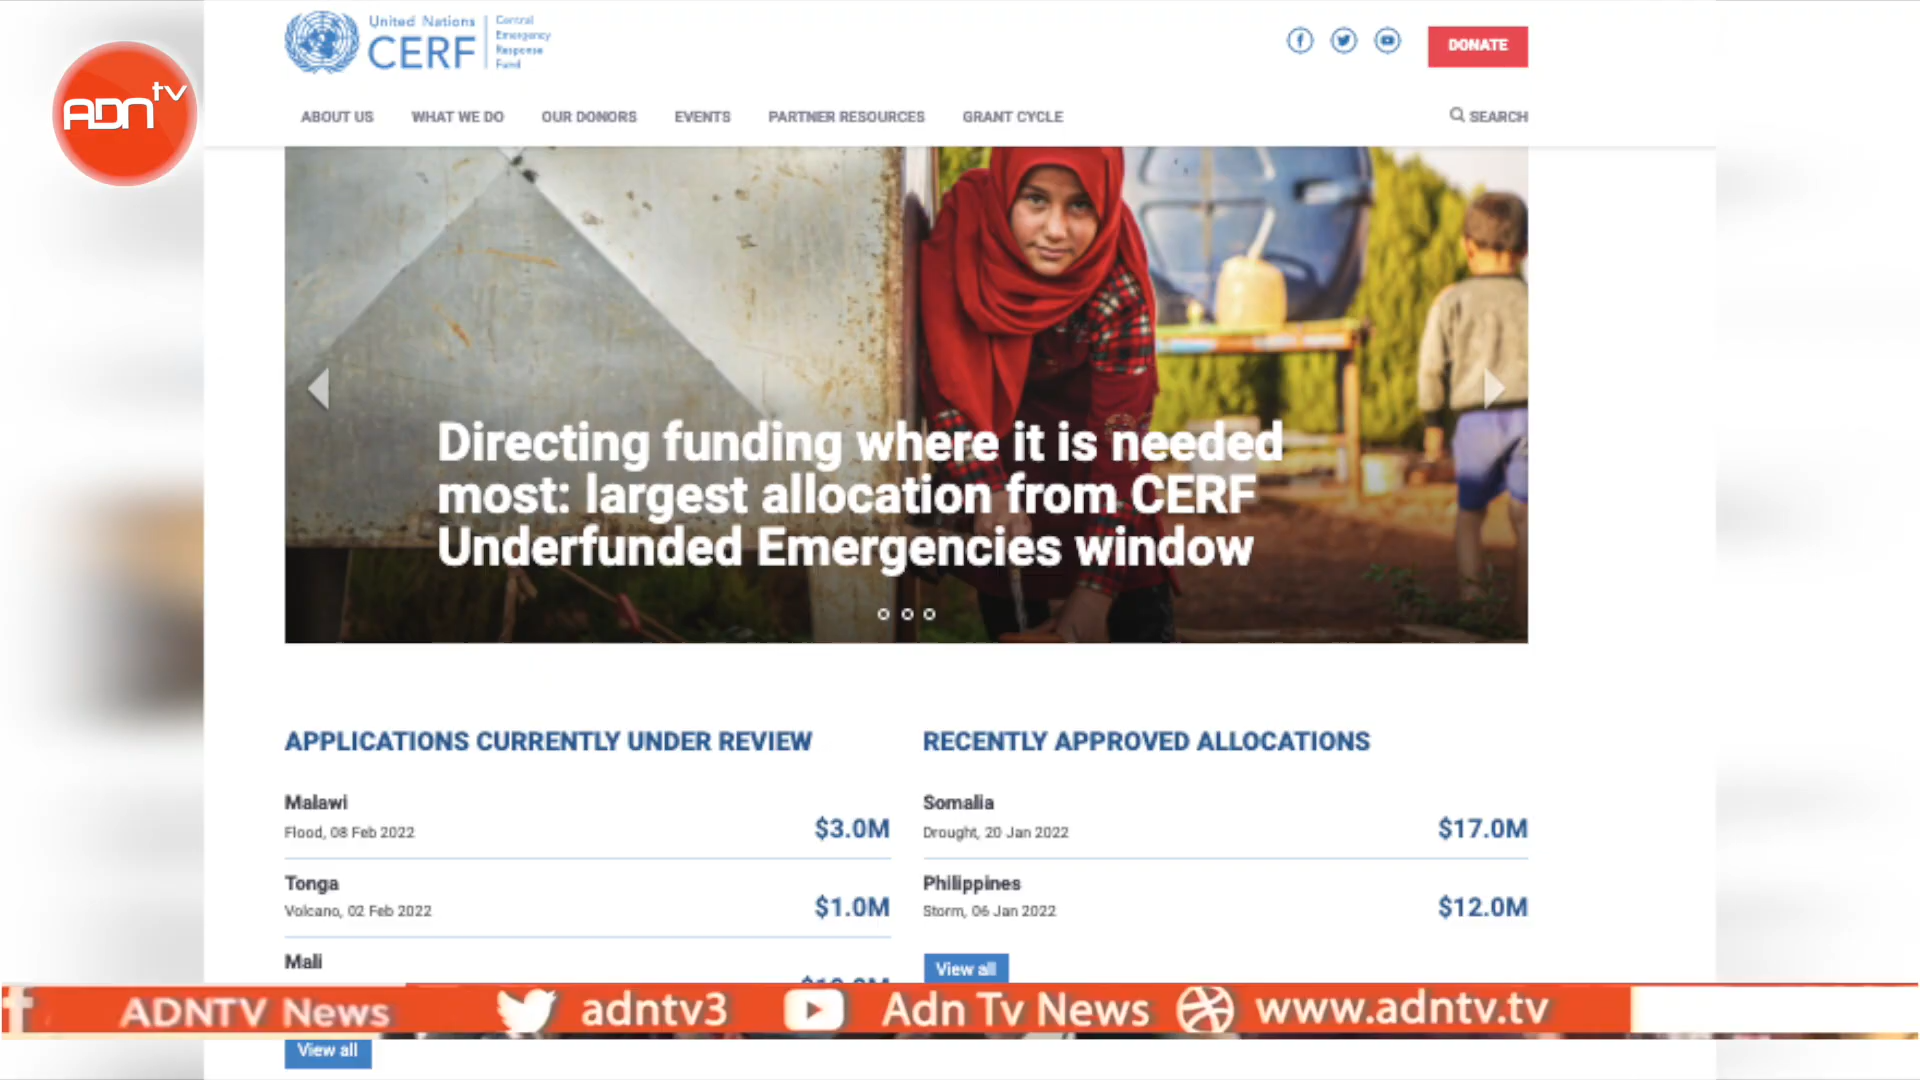 ADN tv
United Nations
CERF
Central
Emergency
Response
Fund
DONATE
ABOUT US
WHAT WE DO
OUR DONORS
EVENTS
PARTNER RESOURCES
GRANT CYCLE
SEARCH
Directing funding where it is needed
most: largest allocation from CERF
Underfunded Emergencies window
APPLICATIONS CURRENTLY UNDER REVIEW
Malawi
Flood, 08 Feb 2022
$3.0M
Tonga
Volcano, 02 Feb 2022
$1.0M
Mali
View all
RECENTLY APPROVED ALLOCATIONS
Somalia
Drought, 20 Jan 2022
$17.0M
Philippines
Storm, 06 Jan 2022
$12.0M
View all
ADNTV News
adntv3
Adn Tv News
www.adntv.tv